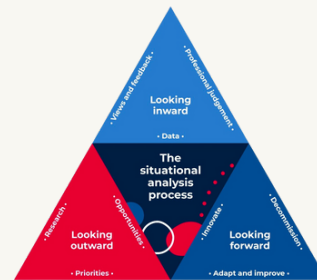 • Views and feedback •
• Professional judgement •
Looking
inward
• Data •
The
situational
analysis
process
• Research •
• Opportunities •
Looking
outward
• Priorities •
• Innovate •
• Decommission •
Looking
forward
• Adapt and improve •